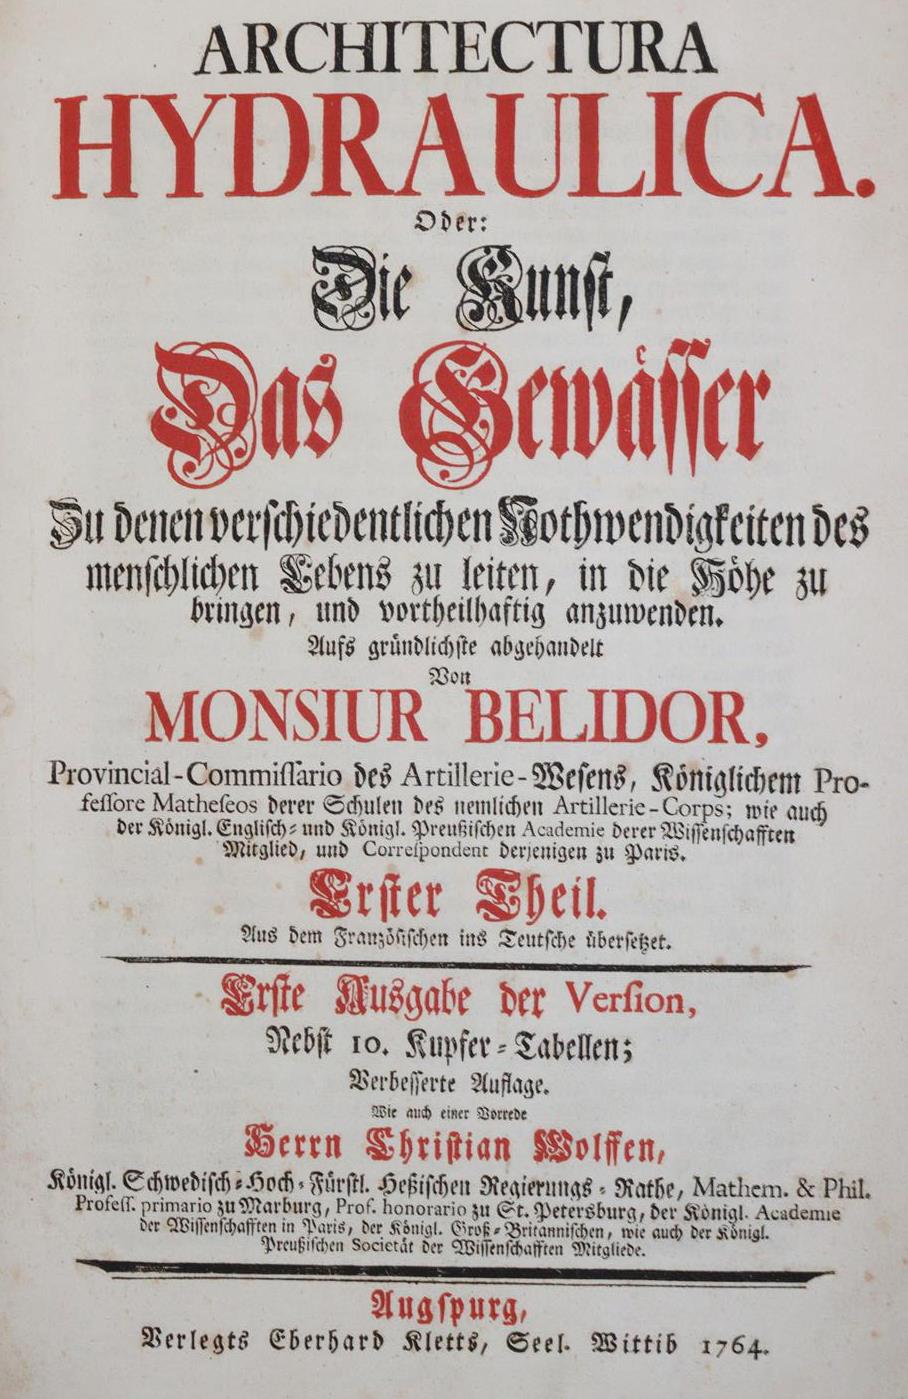 ARCHITECTURA
HYDRAULICA.
Oder:
Die Kunst,
Das Gewässer
Zu denen verschiedentlichen Nothwendigkeiten des
menschlichen Lebens zu leiten, in die Höhe zu
bringen, und vortheilhaftig anzuwenden.
Aufs gründlichste abgehandelt
Von
MONSIUR BELIDOR,
Provincial-Commiſſario des Artillerie-Wesens, Königlichem Pro-
feſſore Matheſeos derer Schulen des nemlichen Artillerie-Corps; wie auch
der Königl. Englisch- und Königl. Preußischen Academie derer Wissenschafften
Mitglied, und Correſpondent derjenigen zu Paris.
Erster Theil.
Aus dem Französischen ins Teutsche übersetzet.
Erste Ausgabe der Verſion,
Nebst 10. Kupfer-Tabellen;
Verbesserte Auflage.
Wie auch einer Vorrede
Herrn Christian Wolffen,
Königl. Schwedisch-Hoch-Fürstl. Heßischen Regierungs-Rathe, Mathem. & Phil.
Profeſſ. primario zu Marburg, Prof. honorario zu St. Petersburg, der Königl. Academie
der Wissenschafften in Paris, der Königl. Groß-Britannischen, wie auch der Königl.
Preußischen Societät der Wissenschafften Mitgliede.
Augspurg,
Verlegts Eberhard Kletts, Seel. Wittib 1764.